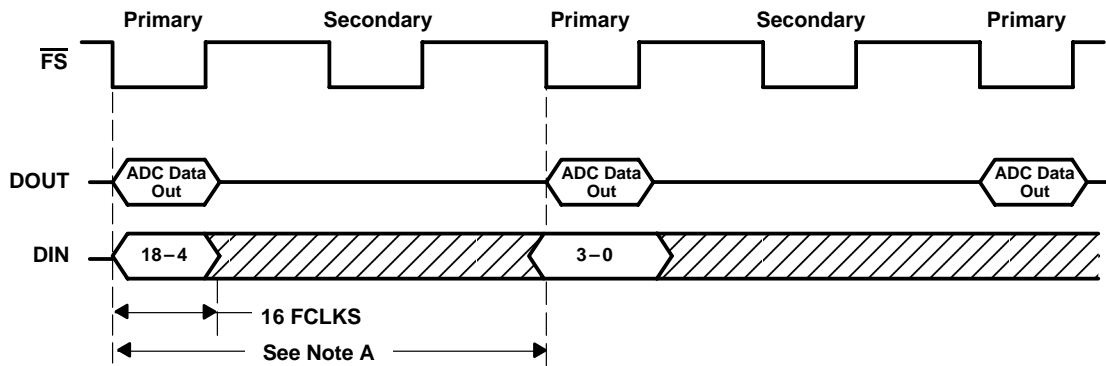 Primary Secondary Primary Secondary Primary
FS
DOUT
ADC Data
Out
ADC Data
Out
ADC Data
Out
DIN
18–4
3–0
16 FCLKS
See Note A